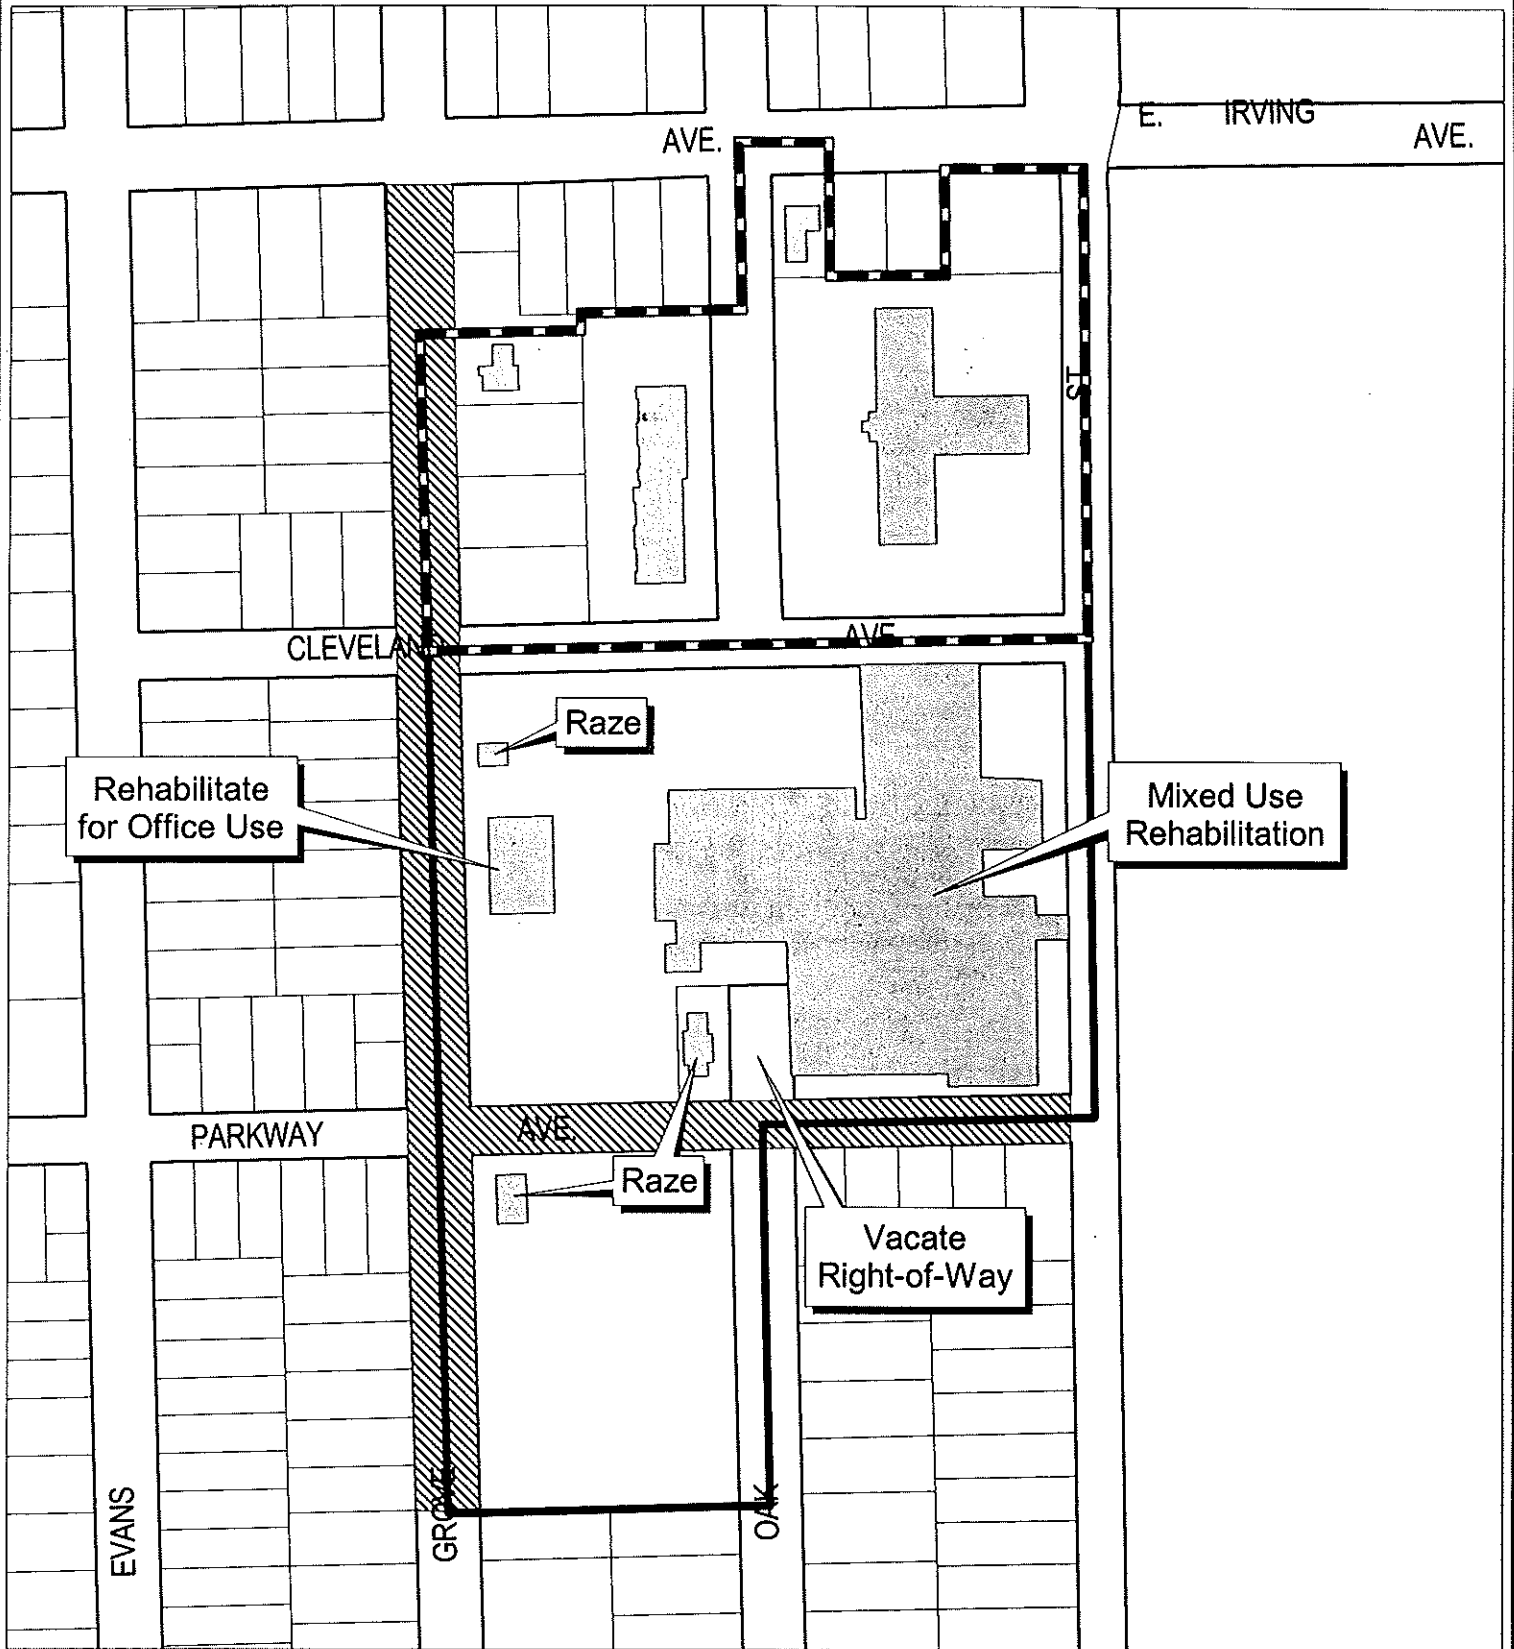 E. IRVING
AVE.
AVE.
ST
CLEVELAND
AVE.
Raze
Rehabilitate
for Office Use
Mixed Use
Rehabilitation
PARKWAY
AVE.
Raze
Vacate
Right-of-Way
EVANS
GROVE
OAK